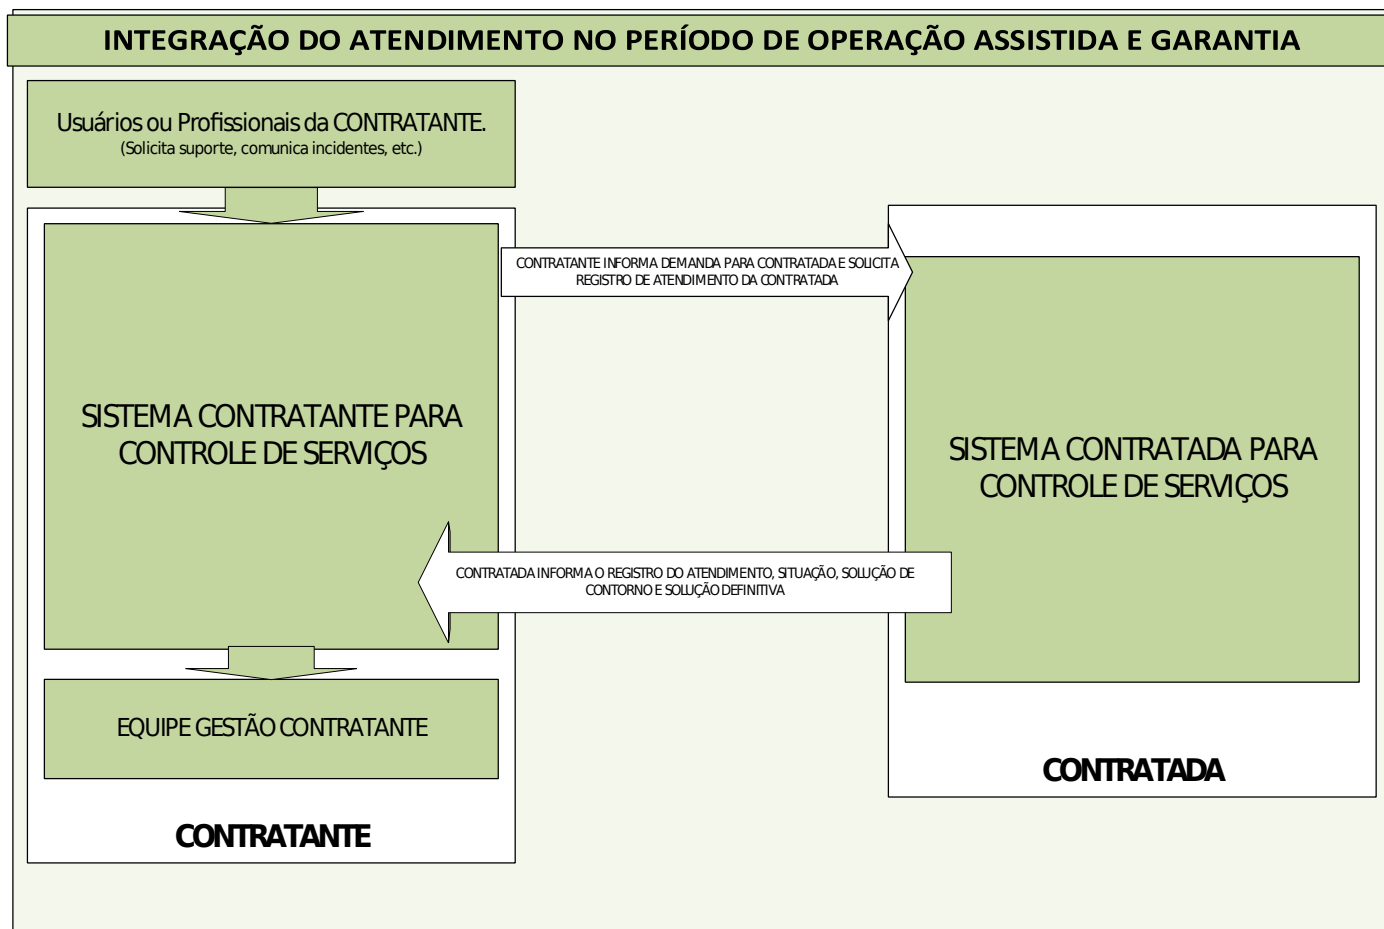 INTEGRAÇÃO DO ATENDIMENTO NO PERÍODO DE OPERAÇÃO ASSISTIDA E GARANTIA
Usuários ou Profissionais da CONTRATANTE.
(Solicita suporte, comunica incidentes, etc.)
CONTRATANTE INFORMA DEMANDA PARA CONTRATADA E SOLICITA
REGISTRO DE ATENDIMENTO DA CONTRATADA
SISTEMA CONTRATANTE PARA
CONTROLE DE SERVIÇOS
SISTEMA CONTRATADA PARA
CONTROLE DE SERVIÇOS
CONTRATADA INFORMA O REGISTRO DO ATENDIMENTO, SITUAÇÃO, SOLUÇÃO DE
CONTORNO E SOLUÇÃO DEFINITIVA
EQUIPE GESTÃO CONTRATANTE
CONTRATADA
CONTRATANTE